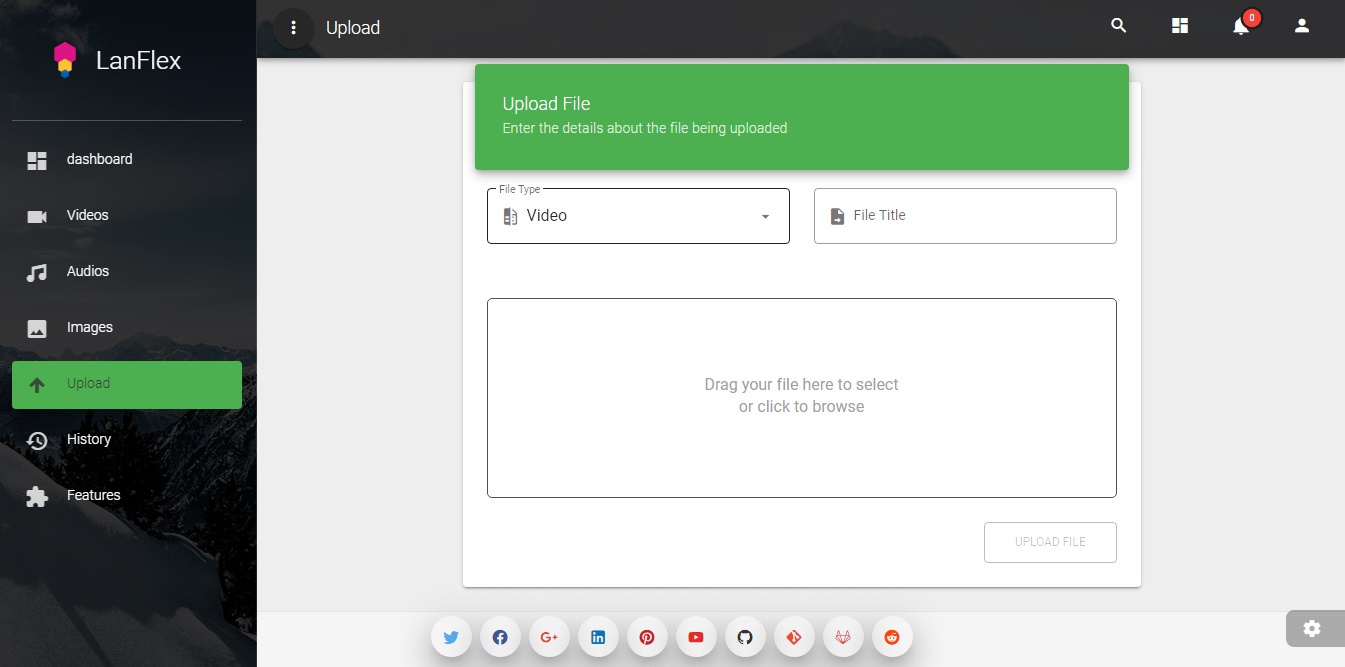 LanFlex
dashboard
Videos
Audios
Images
Upload
History
Features
Upload
0
Upload File
Enter the details about the file being uploaded
File Type
Video
File Title
Drag your file here to select
or click to browse
UPLOAD FILE
G+
in